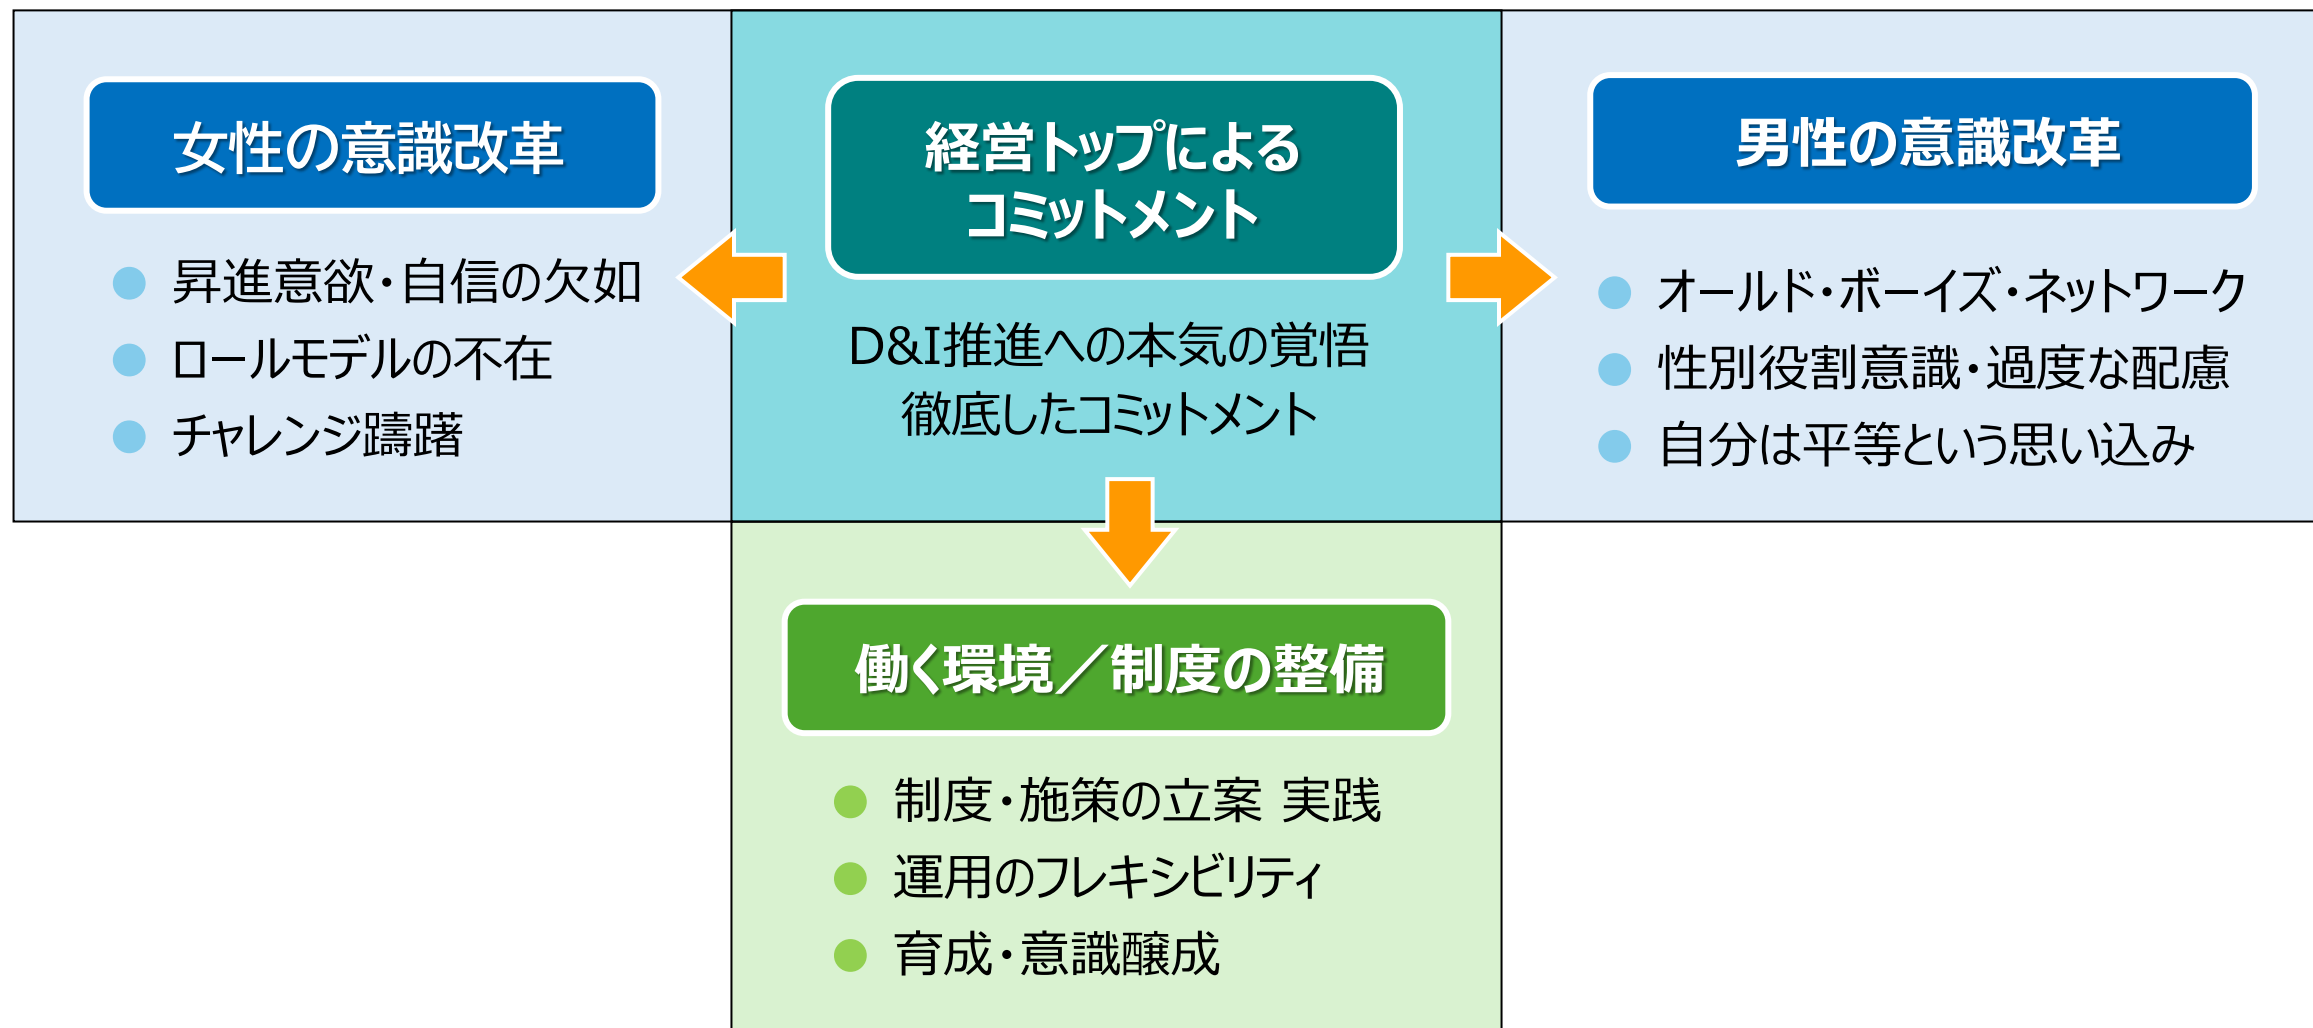 女性の意識改革
昇進意欲・自信の欠如
ロールモデルの不在
チャレンジ躊躇
経営トップによる
コミットメント
D&I推進への本気の覚悟
徹底したコミットメント
男性の意識改革
オールド・ボーイズ・ネットワーク
性別役割意識・過度な配慮
自分は平等という思い込み
働く環境／制度の整備
制度・施策の立案 実践
運用のフレキシビリティ
育成・意識醸成